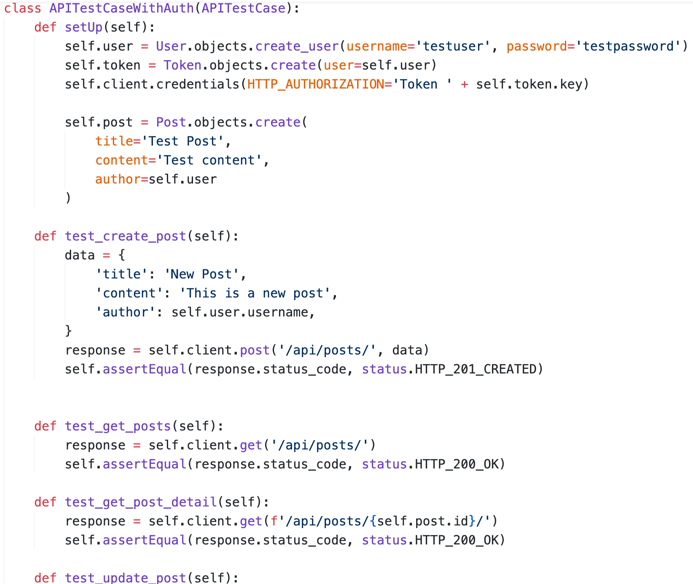 class APITestCaseWithAuth(APITestCase):
    def setUp(self):
        self.user = User.objects.create_user(username='testuser', password='testpassword')
        self.token = Token.objects.create(user=self.user)
        self.client.credentials(HTTP_AUTHORIZATION='Token ' + self.token.key)

        self.post = Post.objects.create(
            title='Test Post',
            content='Test content',
            author=self.user
        )

    def test_create_post(self):
        data = {
            'title': 'New Post',
            'content': 'This is a new post',
            'author': self.user.username,
        }
        response = self.client.post('/api/posts/', data)
        self.assertEqual(response.status_code, status.HTTP_201_CREATED)


    def test_get_posts(self):
        response = self.client.get('/api/posts/')
        self.assertEqual(response.status_code, status.HTTP_200_OK)

    def test_get_post_detail(self):
        response = self.client.get(f'/api/posts/{self.post.id}/')
        self.assertEqual(response.status_code, status.HTTP_200_OK)

    def test_update_post(self):